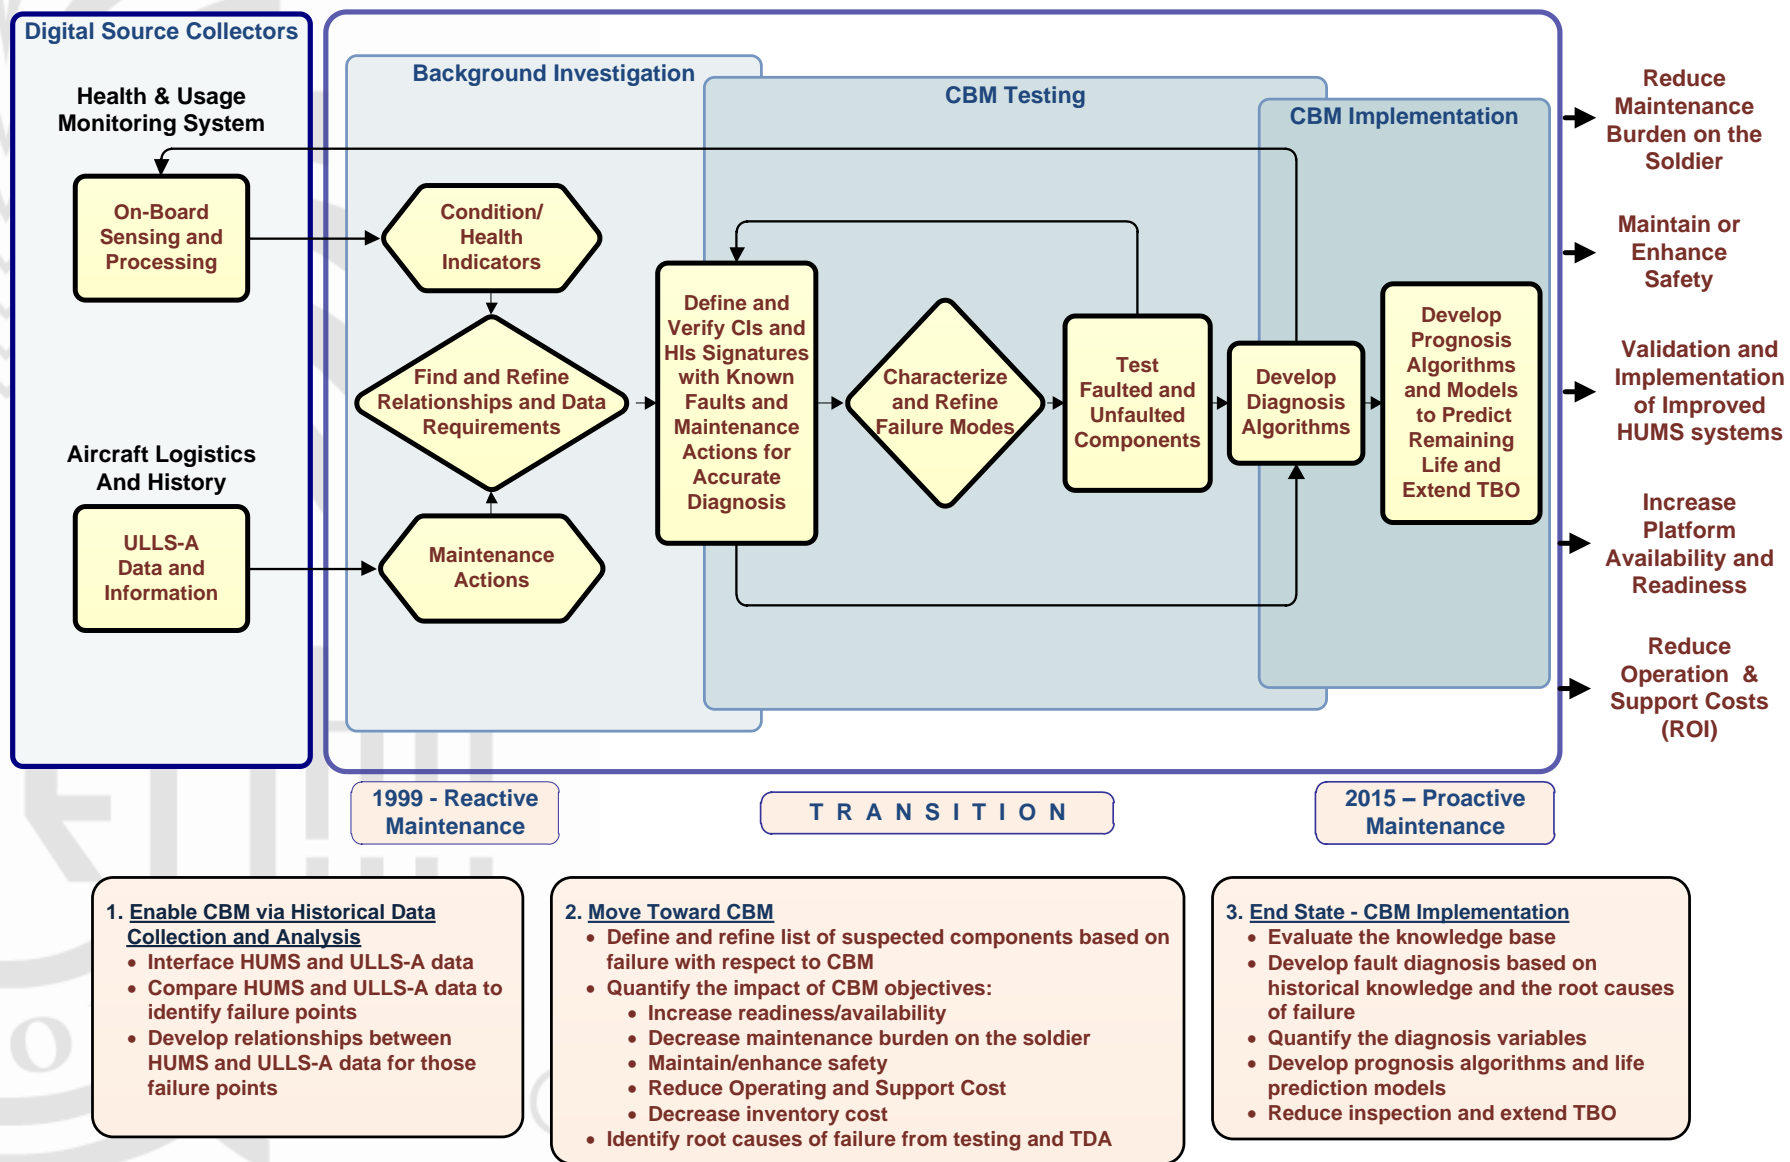 Digital Source Collectors
Health & Usage
Monitoring System
On-Board
Sensing and
Processing
Aircraft Logistics
And History
ULLS-A
Data and
Information
Background Investigation
Condition/
Health
Indicators
Find and Refine
Relationships and Data
Requirements
Maintenance
Actions
CBM Testing
Define and
Verify CIs and
HIs Signatures
with Known
Faults and
Maintenance
Actions for
Accurate
Diagnosis
Characterize
and Refine
Failure Modes
Test
Faulted and
Unfaulted
Components
CBM Implementation
Develop
Diagnosis
Algorithms
Develop
Prognosis
Algorithms
and Models
to Predict
Remaining
Life and
Extend TBO
Reduce
Maintenance
Burden on the
Soldier
Maintain or
Enhance
Safety
Validation and
Implementation
of Improved
HUMS systems
Increase
Platform
Availability and
Readiness
Reduce
Operation &
Support Costs
(ROI)
1999 - Reactive
Maintenance
T R A N S I T I O N
2015 – Proactive
Maintenance
1. Enable CBM via Historical Data
Collection and Analysis
• Interface HUMS and ULLS-A data
• Compare HUMS and ULLS-A data to
identify failure points
• Develop relationships between
HUMS and ULLS-A data for those
failure points
2. Move Toward CBM
• Define and refine list of suspected components based on
failure with respect to CBM
• Quantify the impact of CBM objectives:
• Increase readiness/availability
• Decrease maintenance burden on the soldier
• Maintain/enhance safety
• Reduce Operating and Support Cost
• Decrease inventory cost
• Identify root causes of failure from testing and TDA
3. End State - CBM Implementation
• Evaluate the knowledge base
• Develop fault diagnosis based on
historical knowledge and the root causes
of failure
• Quantify the diagnosis variables
• Develop prognosis algorithms and life
prediction models
• Reduce inspection and extend TBO